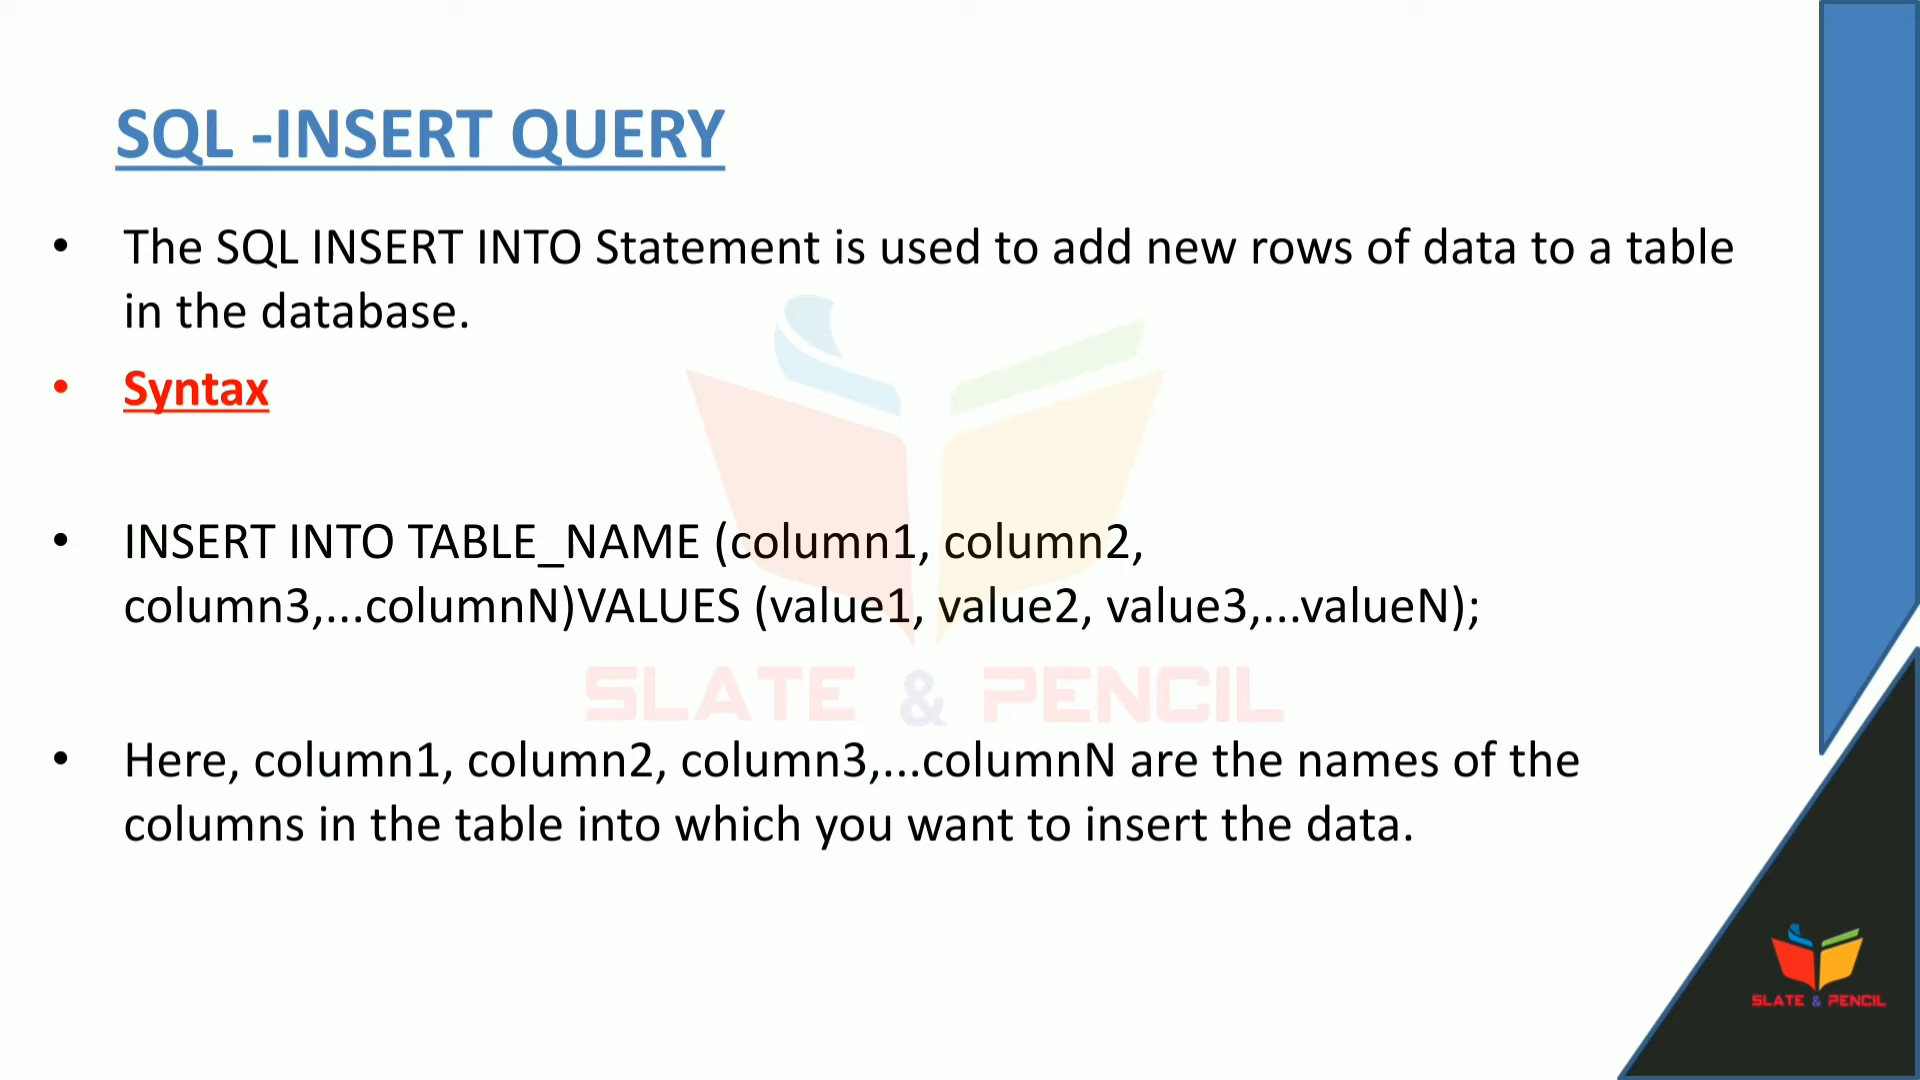 SQL -INSERT QUERY
• The SQL INSERT INTO Statement is used to add new rows of data to a table
in the database.
• Syntax
• INSERT INTO TABLE_NAME (column1, column2,
column3,...columnN)VALUES (value1, value2, value3,...valueN);
SLATE & PENCIL
• Here, column1, column2, column3,...columnN are the names of the
columns in the table into which you want to insert the data.
SLATE & PENCIL